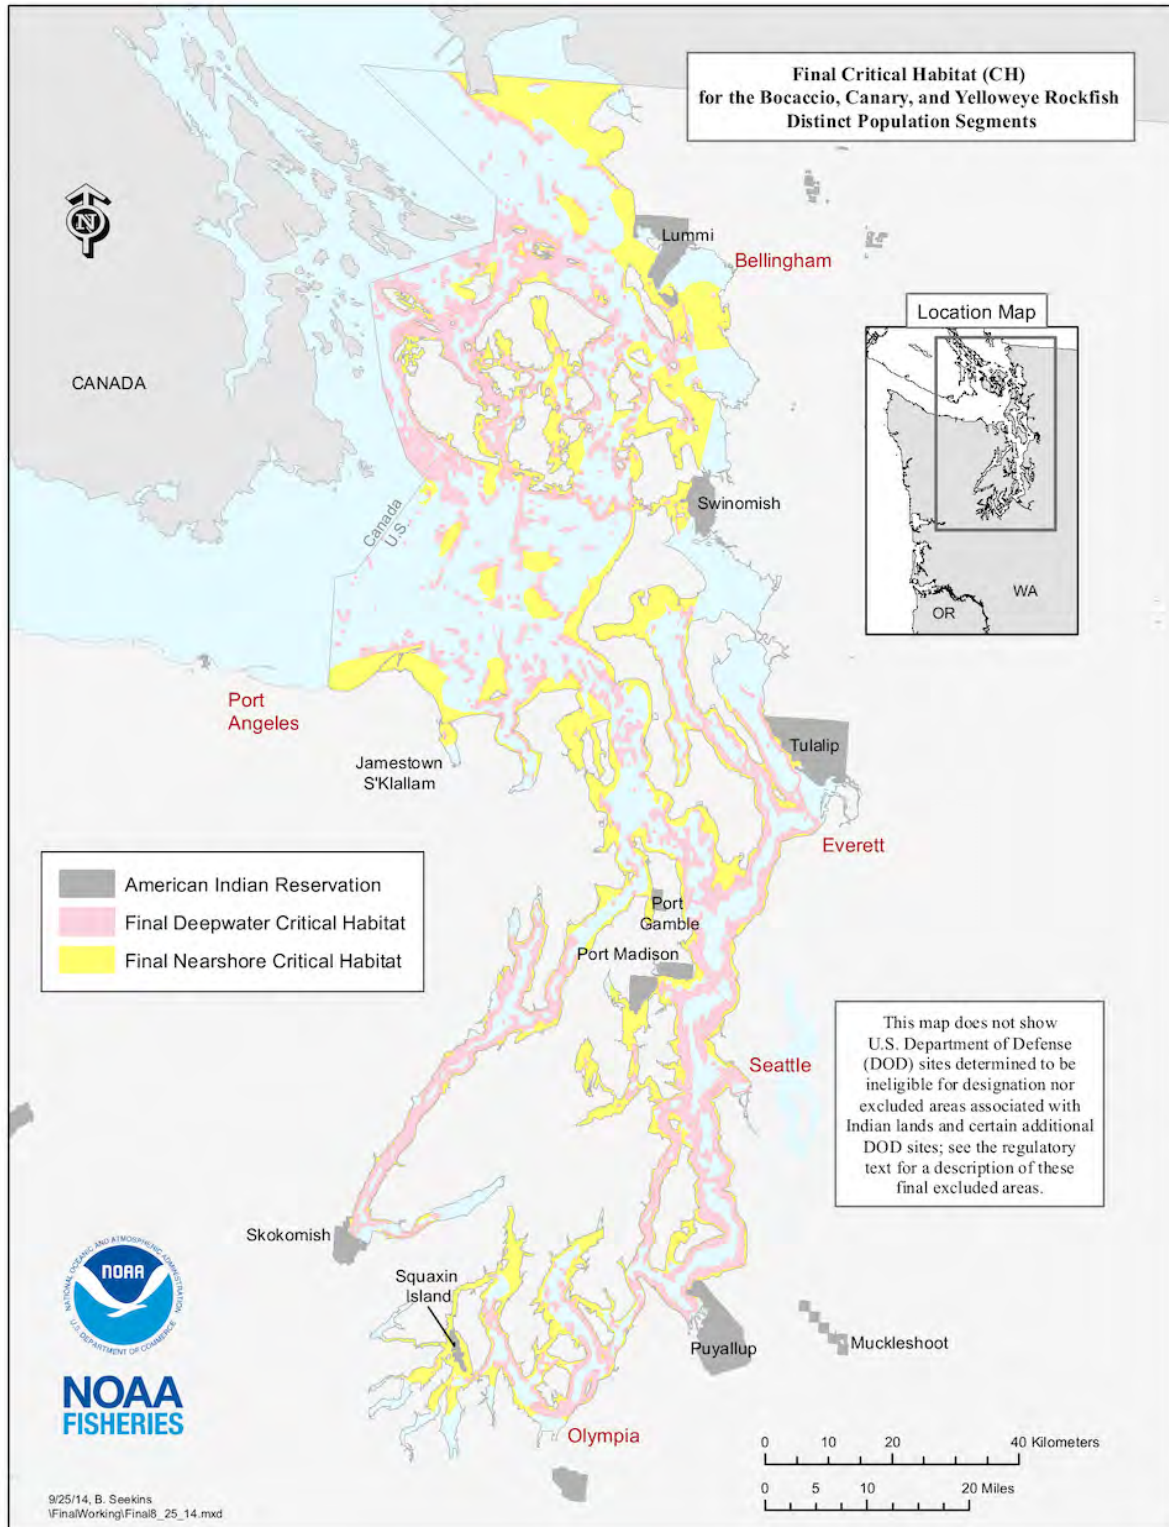 Final Critical Habitat (CH)
for the Bocaccio, Canary, and Yelloweye Rockfish
Distinct Population Segments
N
Lummi
Bellingham
Location Map
CANADA
WA
OR
Canada
U.S.
Swinomish
Port
Angeles
Jamestown
S'Klallam
Tulalip
Everett
American Indian Reservation
Final Deepwater Critical Habitat
Final Nearshore Critical Habitat
Port
Gamble
Port Madison
Seattle
This map does not show
U.S. Department of Defense
(DOD) sites determined to be
ineligible for designation nor
excluded areas associated with
Indian lands and certain additional
DOD sites; see the regulatory
text for a description of these
final excluded areas.
Skokomish
Squaxin
Island
Puyallup
Muckleshoot
Olympia
NATIONAL OCEANIC AND ATMOSPHERIC ADMINISTRATION
NOAA
U.S. DEPARTMENT OF COMMERCE
NOAA
FISHERIES
0 10 20 40 Kilometers
0 5 10 20 Miles
9/25/14, B. Seekins
\FinalWorking\Final8_25_14.mxd